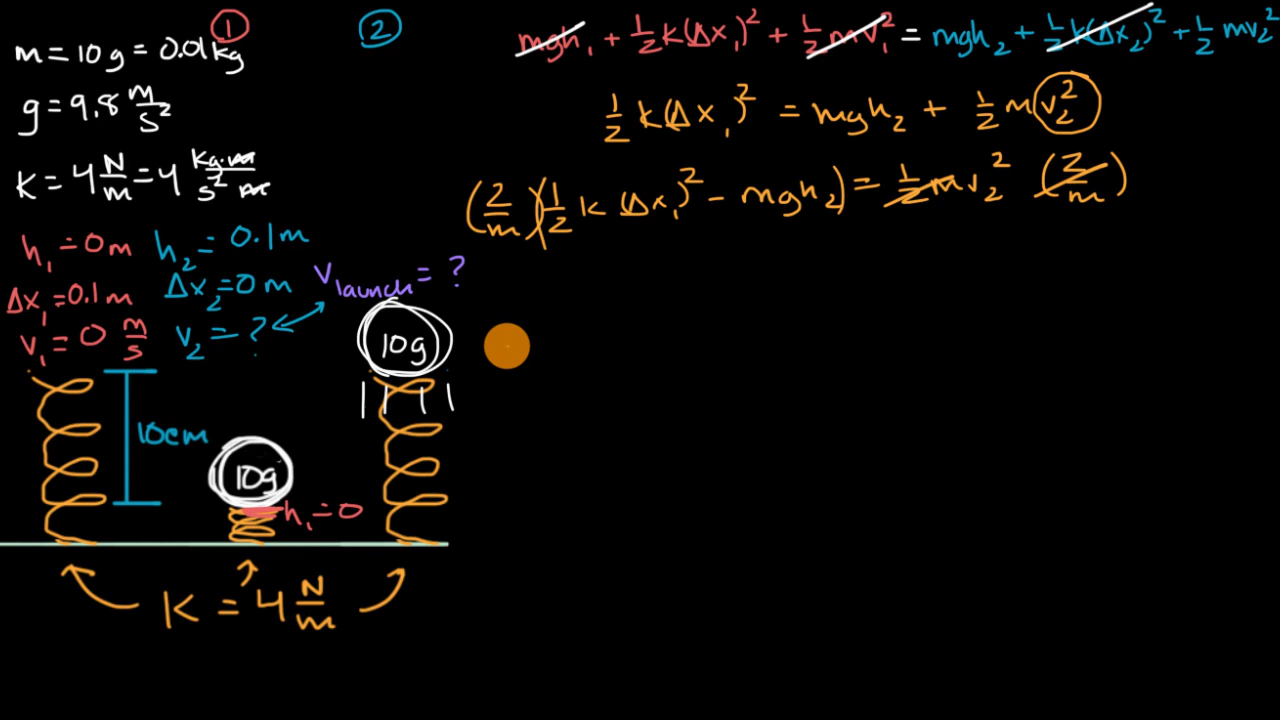 ① ②
m = 10g = 0.01kg
g = 9.8 m/s²
K = 4 N/m = 4 kg·m/s² m
h₁ = 0m h₂ = 0.1m
Δx₁ = 0.1m Δx₂ = 0m
v₁ = 0 m/s v₂ = ?
v launch = ?
mgh₁ + ½k(Δx₁)² + ½mv₁² = mgh₂ + ½k(Δx₂)² + ½mv₂²
½k(Δx₁)² = mgh₂ + ½mv₂²
(2/m)(½k(Δx₁)² - mgh₂) = ½mv₂² (2/m)
10g
10cm
10g
h₁ = 0
K = 4 N/m